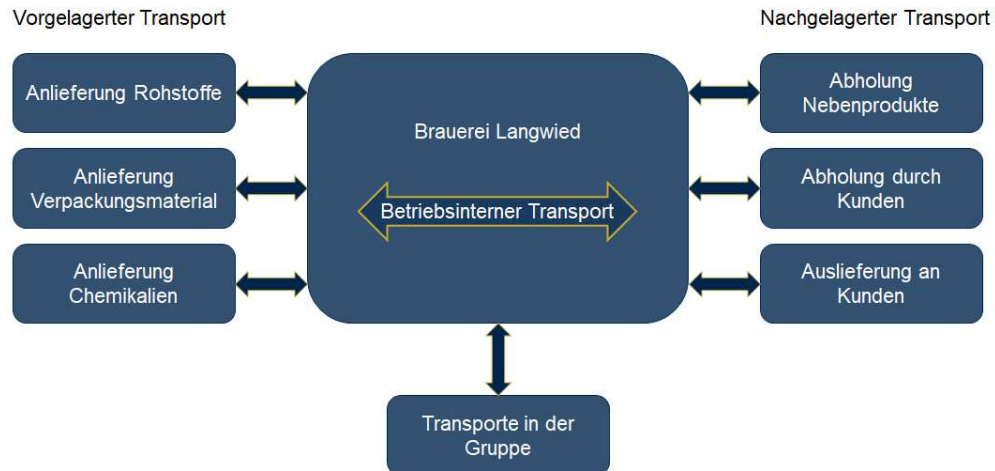 Vorgelagerter Transport
Nachgelagerter Transport
Anlieferung Rohstoffe
Anlieferung
Verpackungsmaterial
Anlieferung
Chemikalien
Brauerei Langwied
Betriebsinterner Transport
Abholung
Nebenprodukte
Abholung durch
Kunden
Auslieferung an
Kunden
Transporte in der
Gruppe